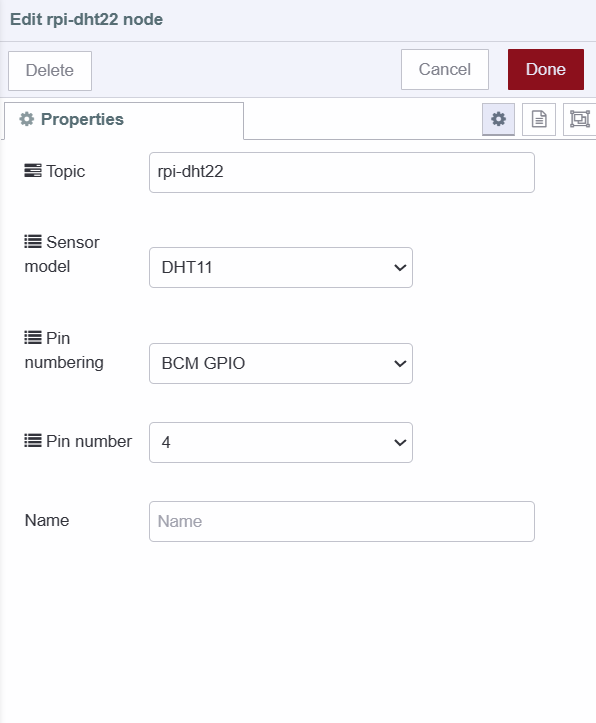 Edit rpi-dht22 node
Delete
Cancel
Done
Properties
Topic
rpi-dht22
Sensor
model
DHT11
Pin
numbering
BCM GPIO
Pin number
4
Name
Name